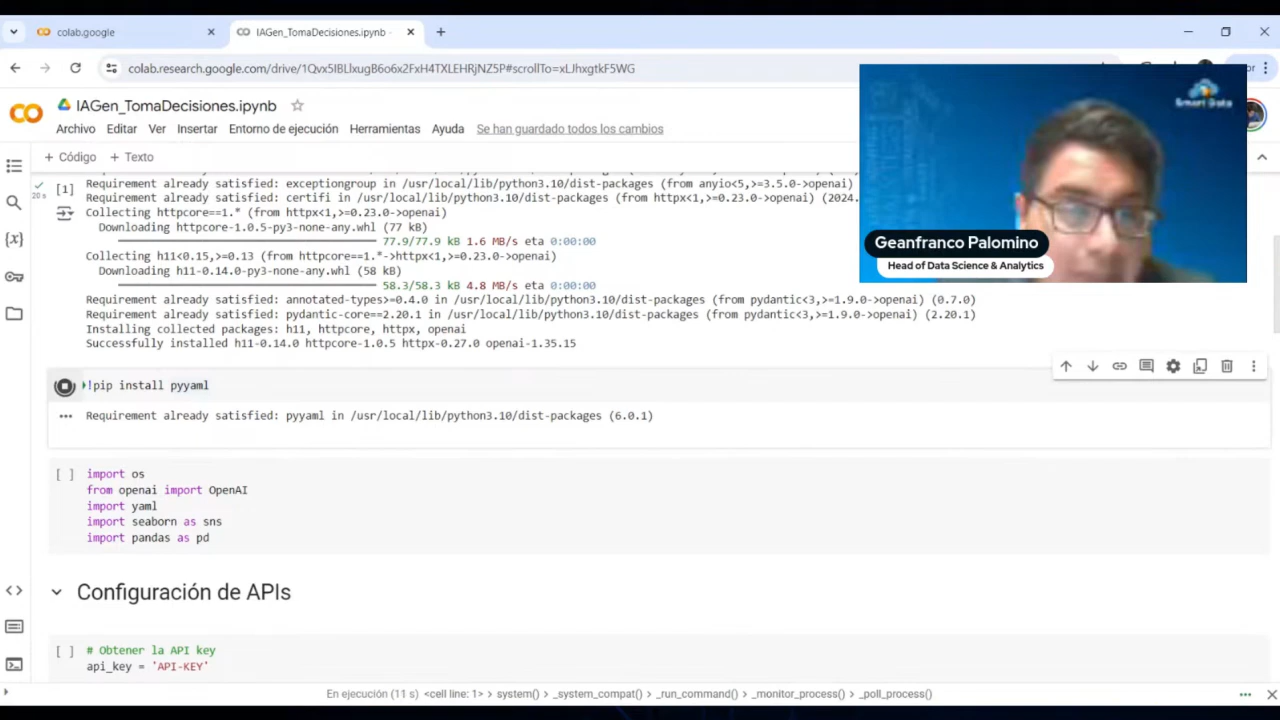 colab.google
IAGen_TomaDecisiones.ipynb -
colab.research.google.com/drive/1Qvx5IBLlxugB6o6x2FxH4TXLEHRjNZ5P#scrollTo=xLJhxgtkF5WG
IAGen_TomaDecisiones.ipynb
Archivo Editar Ver Insertar Entorno de ejecución Herramientas Ayuda Se han guardado todos los cambios
+ Código + Texto
Smart Data
[1] Requirement already satisfied: exceptiongroup in /usr/local/lib/python3.10/dist-packages (from anyio<5,>=3.5.0->openai)
20 s
Requirement already satisfied: certifi in /usr/local/lib/python3.10/dist-packages (from httpx<1,>=0.23.0->openai) (2024.
Collecting httpcore==1.* (from httpx<1,>=0.23.0->openai)
Downloading httpcore-1.0.5-py3-none-any.whl (77 kB)
77.9/77.9 kB 1.6 MB/s eta 0:00:00
Collecting h11<0.15,>=0.13 (from httpcore==1.*->httpx<1,>=0.23.0->openai)
Downloading h11-0.14.0-py3-none-any.whl (58 kB)
58.3/58.3 kB 4.8 MB/s eta 0:00:00
Geanfranco Palomino
Head of Data Science & Analytics
Requirement already satisfied: annotated-types>=0.4.0 in /usr/local/lib/python3.10/dist-packages (from pydantic<3,>=1.9.0->openai) (0.7.0)
Requirement already satisfied: pydantic-core==2.20.1 in /usr/local/lib/python3.10/dist-packages (from pydantic<3,>=1.9.0->openai) (2.20.1)
Installing collected packages: h11, httpcore, httpx, openai
Successfully installed h11-0.14.0 httpcore-1.0.5 httpx-0.27.0 openai-1.35.15
!pip install pyyaml
Requirement already satisfied: pyyaml in /usr/local/lib/python3.10/dist-packages (6.0.1)
[ ] import os
from openai import OpenAI
import yaml
import seaborn as sns
import pandas as pd
Configuración de APIs
[ ] # Obtener la API key
api_key = 'API-KEY'
En ejecución (11 s) <cell line: 1> > system() > _system_compat() > _run_command() > _monitor_process() > _poll_process()